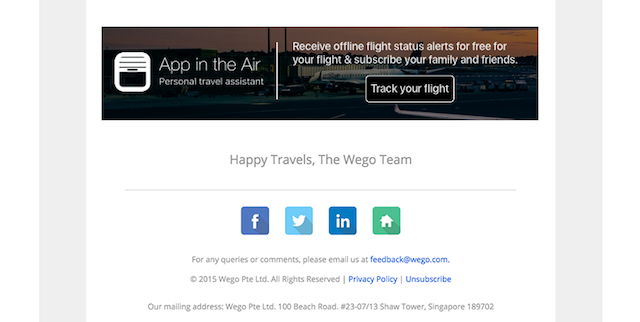 Receive offline flight status alerts for free for
your flight & subscribe your family and friends.
App in the Air
Personal travel assistant
Track your flight
Happy Travels, The Wego Team
f
in
For any queries or comments, please email us at feedback@wego.com.
© 2015 Wego Pte Ltd. All Rights Reserved | Privacy Policy | Unsubscribe
Our mailing address: Wego Pte Ltd. 100 Beach Road. #23-07/13 Shaw Tower, Singapore 189702